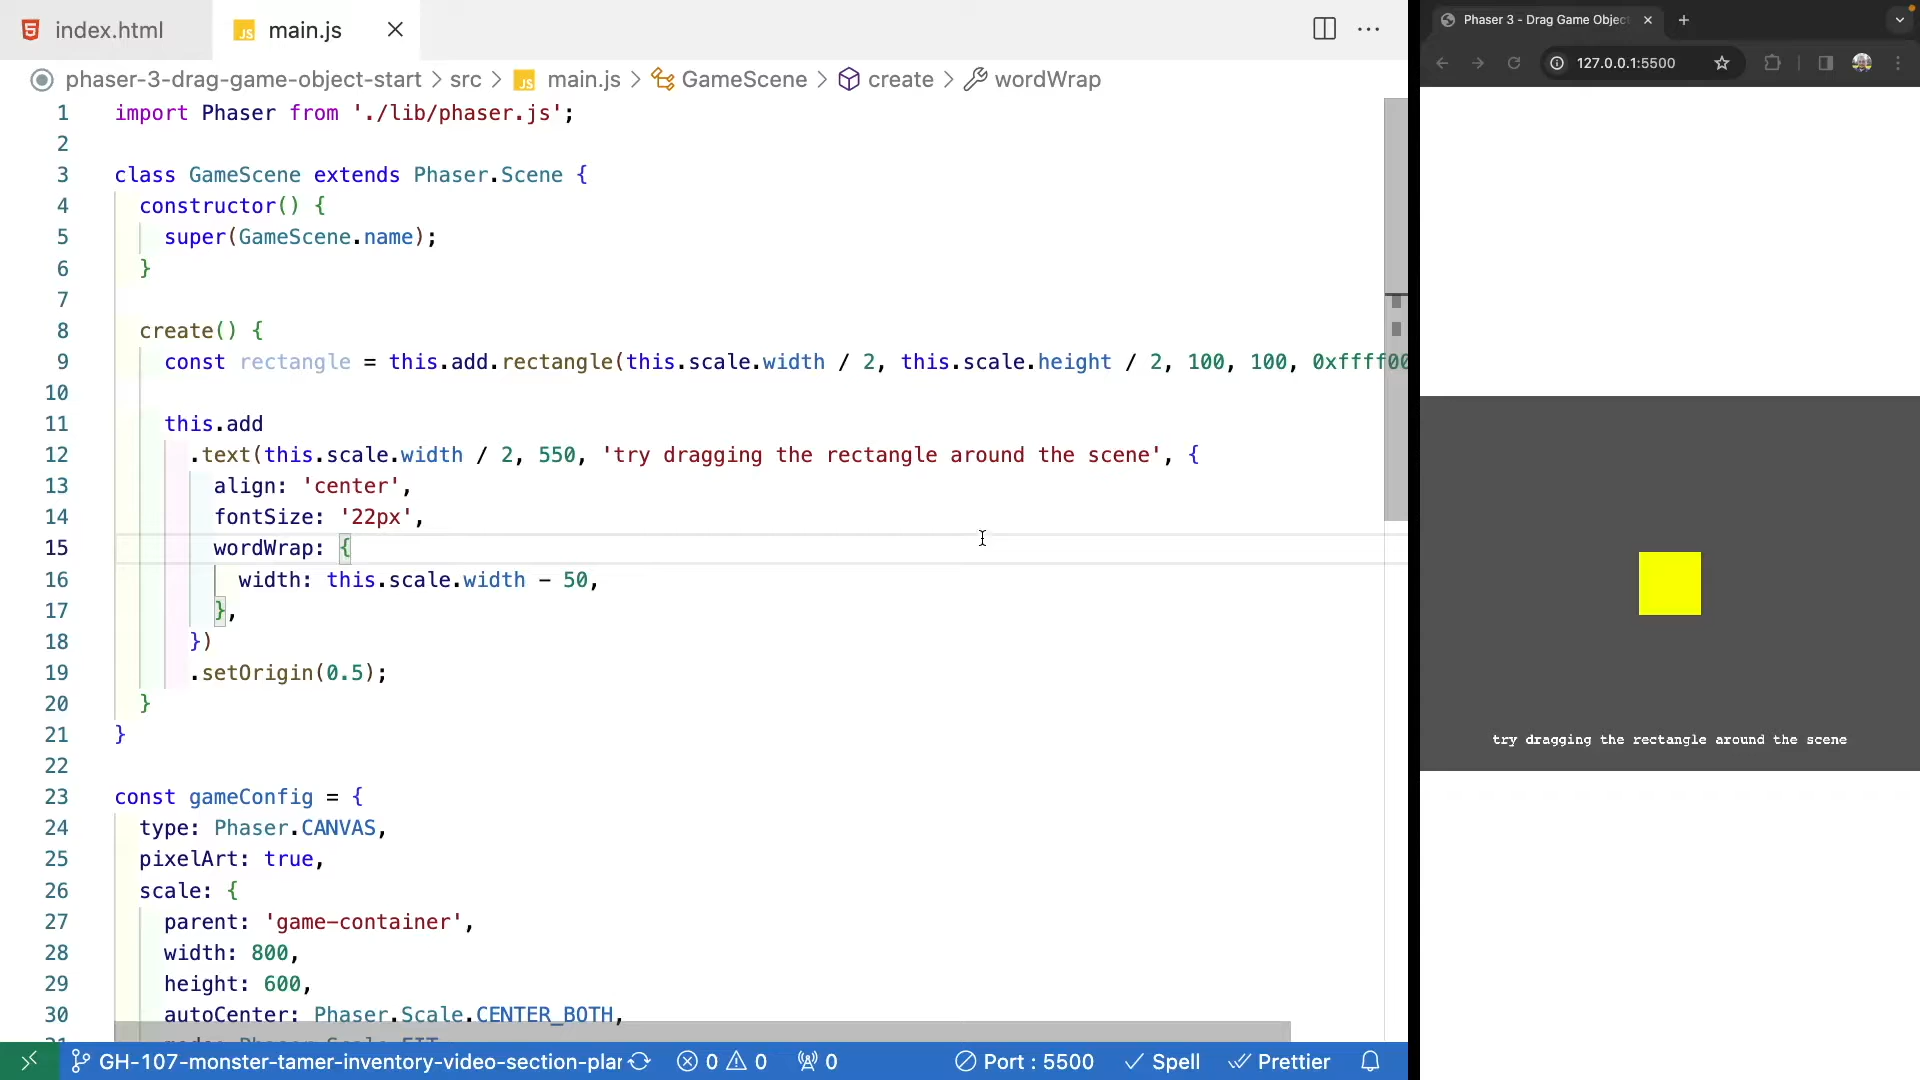 index.html
main.js
phaser-3-drag-game-object-start > src > JS main.js > GameScene > create > wordWrap
1 import Phaser from './lib/phaser.js';
2
3 class GameScene extends Phaser.Scene {
4 constructor() {
5 super(GameScene.name);
6 }
7
8 create() {
9 const rectangle = this.add.rectangle(this.scale.width / 2, this.scale.height / 2, 100, 100, 0xffff00
10
11 this.add
12 .text(this.scale.width / 2, 550, 'try dragging the rectangle around the scene', {
13 align: 'center',
14 fontSize: '22px',
15 wordWrap: {
16 width: this.scale.width - 50,
17 },
18 })
19 .setOrigin(0.5);
20 }
21 }
22
23 const gameConfig = {
24 type: Phaser.CANVAS,
25 pixelArt: true,
26 scale: {
27 parent: 'game-container',
28 width: 800,
29 height: 600,
30 autoCenter: Phaser.Scale.CENTER_BOTH,
GH-107-monster-tamer-inventory-video-section-plar 0 0 0 Port : 5500 Spell Prettier
Phaser 3 - Drag Game Objec
127.0.0.1:5500
try dragging the rectangle around the scene